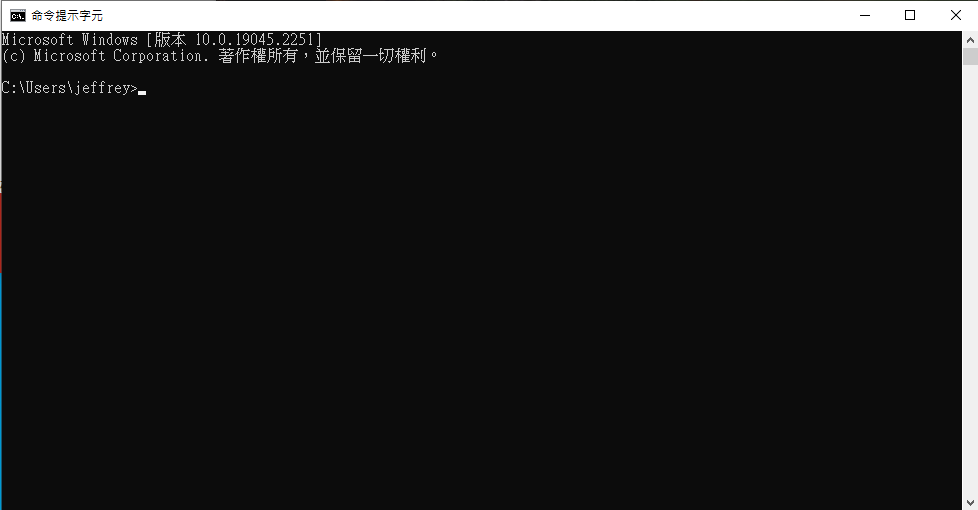 命令提示字元
Microsoft Windows [版本 10.0.19045.2251]
(c) Microsoft Corporation. 著作權所有，並保留一切權利。
C:\Users\jeffrey>